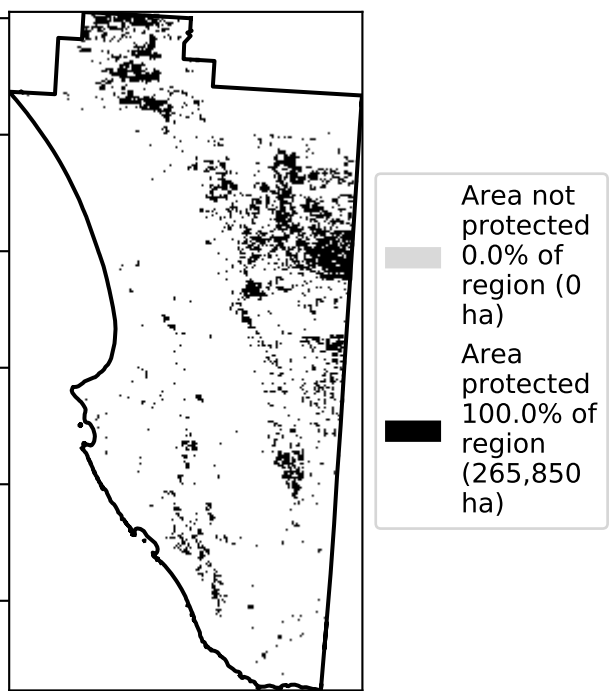 Area not
protected
0.0% of
region (0
ha)
Area
protected
100.0% of
region
(265,850
ha)